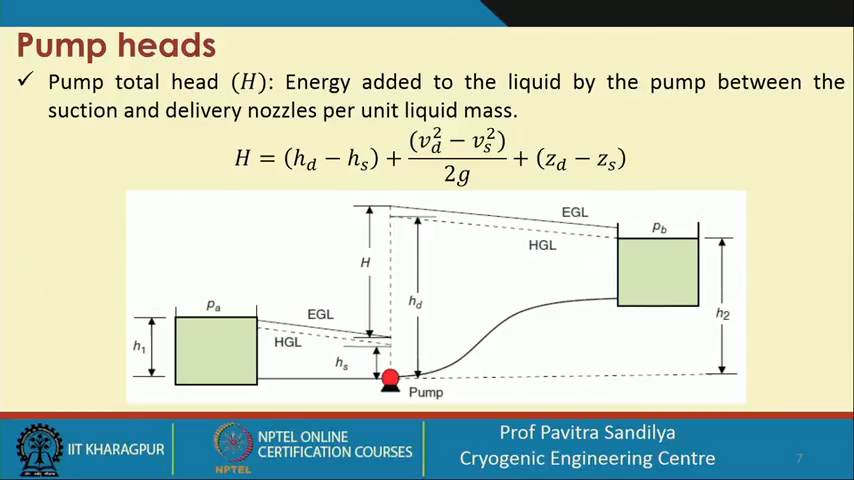 Pump heads
✓ Pump total head (H): Energy added to the liquid by the pump between the
suction and delivery nozzles per unit liquid mass.
H = (h_d − h_s) + (v_d^2 − v_s^2) / 2g + (z_d − z_s)
EGL
p_b
HGL
H
p_a
h_d
EGL
h_2
h_1
HGL
h_s
Pump
IIT KHARAGPUR
NPTEL
NPTEL ONLINE
CERTIFICATION COURSES
Prof Pavitra Sandilya
Cryogenic Engineering Centre
7